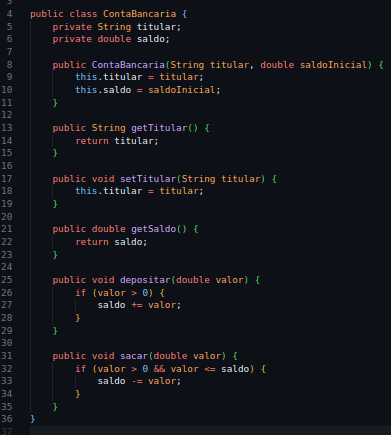 3
4 public class ContaBancaria {
5     private String titular;
6     private double saldo;
7
8     public ContaBancaria(String titular, double saldoInicial) {
9         this.titular = titular;
10         this.saldo = saldoInicial;
11     }
12
13     public String getTitular() {
14         return titular;
15     }
16
17     public void setTitular(String titular) {
18         this.titular = titular;
19     }
20
21     public double getSaldo() {
22         return saldo;
23     }
24
25     public void depositar(double valor) {
26         if (valor > 0) {
27             saldo += valor;
28         }
29     }
30
31     public void sacar(double valor) {
32         if (valor > 0 && valor <= saldo) {
33             saldo -= valor;
34         }
35     }
36 }
37